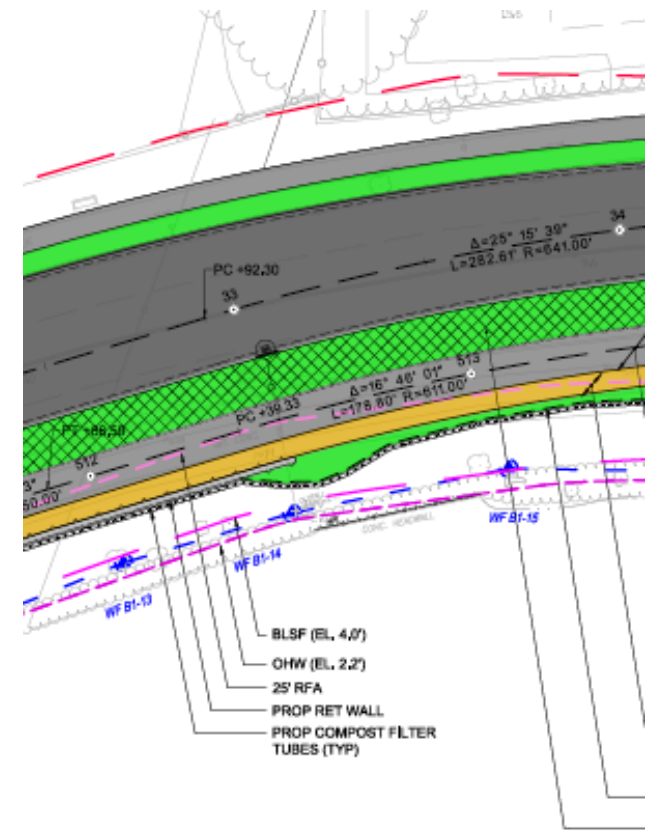 34
Δ=25° 15' 39"
L=282.61' R=641.00'
PC +92.30
33
513
Δ=16° 46' 01"
L=178.80' R=611.00'
PC +39.33
PT +88.50
512
3"
50.00'
CONC. HEADWALL
WF B1-15
WF B1-14
WF B1-13
BLSF (EL. 4.0')
OHW (EL. 2.2')
25' RFA
PROP RET WALL
PROP COMPOST FILTER
TUBES (TYP)